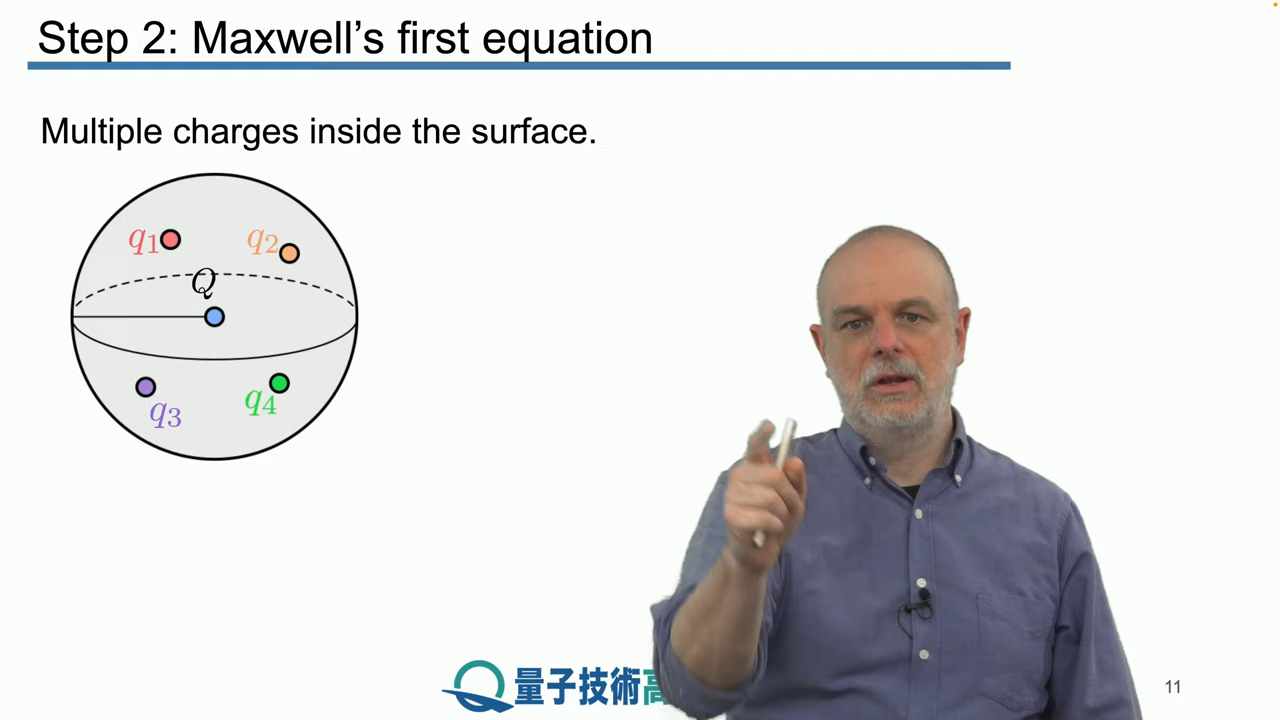 Step 2: Maxwell's first equation
Multiple charges inside the surface.
q1
q2
Q
q3
q4
量子技術高
11